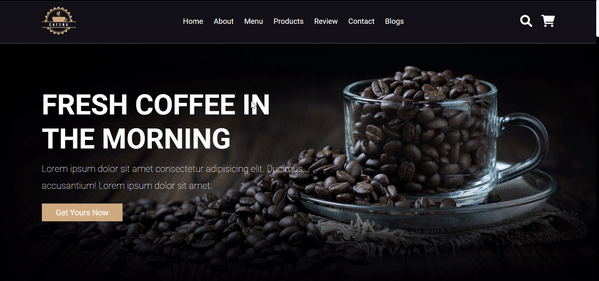 Home About Menu Products Review Contact Blogs
FRESH COFFEE IN
THE MORNING
Lorem ipsum dolor sit amet consectetur adipisicing elit. Ducimus,
accusantium! Lorem ipsum dolor sit amet.
Get Yours Now